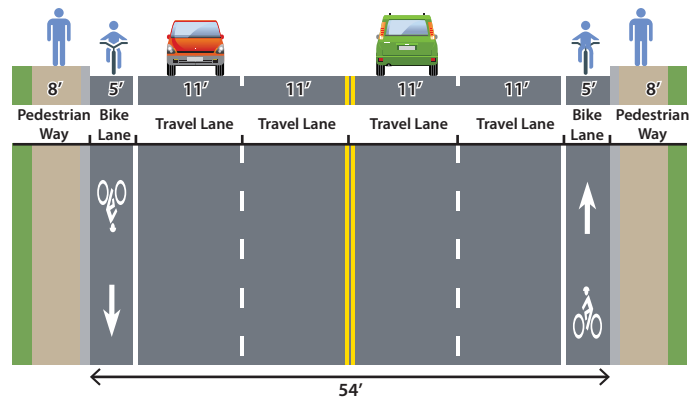 8’ 5’ 11’ 11’ 11’ 11’ 5’ 8’
Pedestrian Way
Bike Lane
Travel Lane
Travel Lane
Travel Lane
Travel Lane
Bike Lane
Pedestrian Way
54’